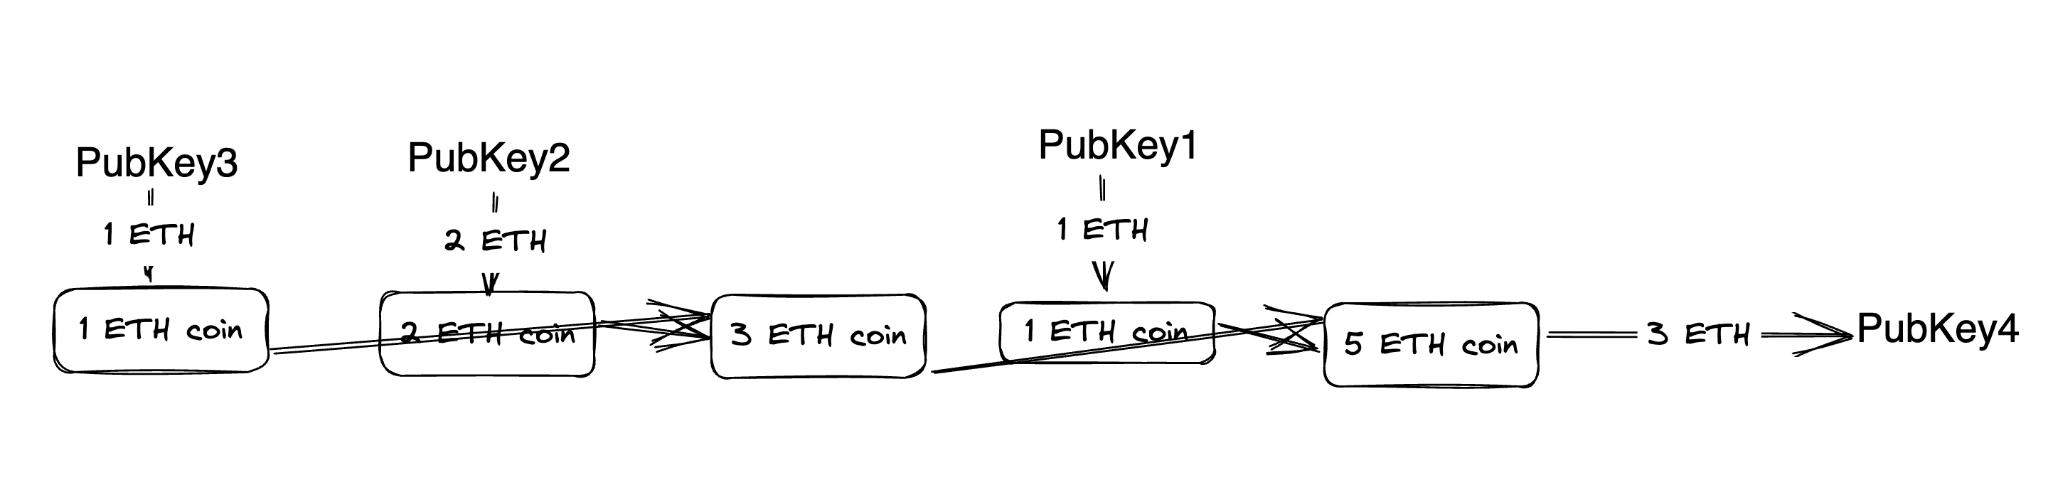 PubKey3
PubKey2
PubKey1
1 ETH
2 ETH
1 ETH
1 ETH coin
2 ETH coin
3 ETH coin
1 ETH coin
5 ETH coin
3 ETH
PubKey4